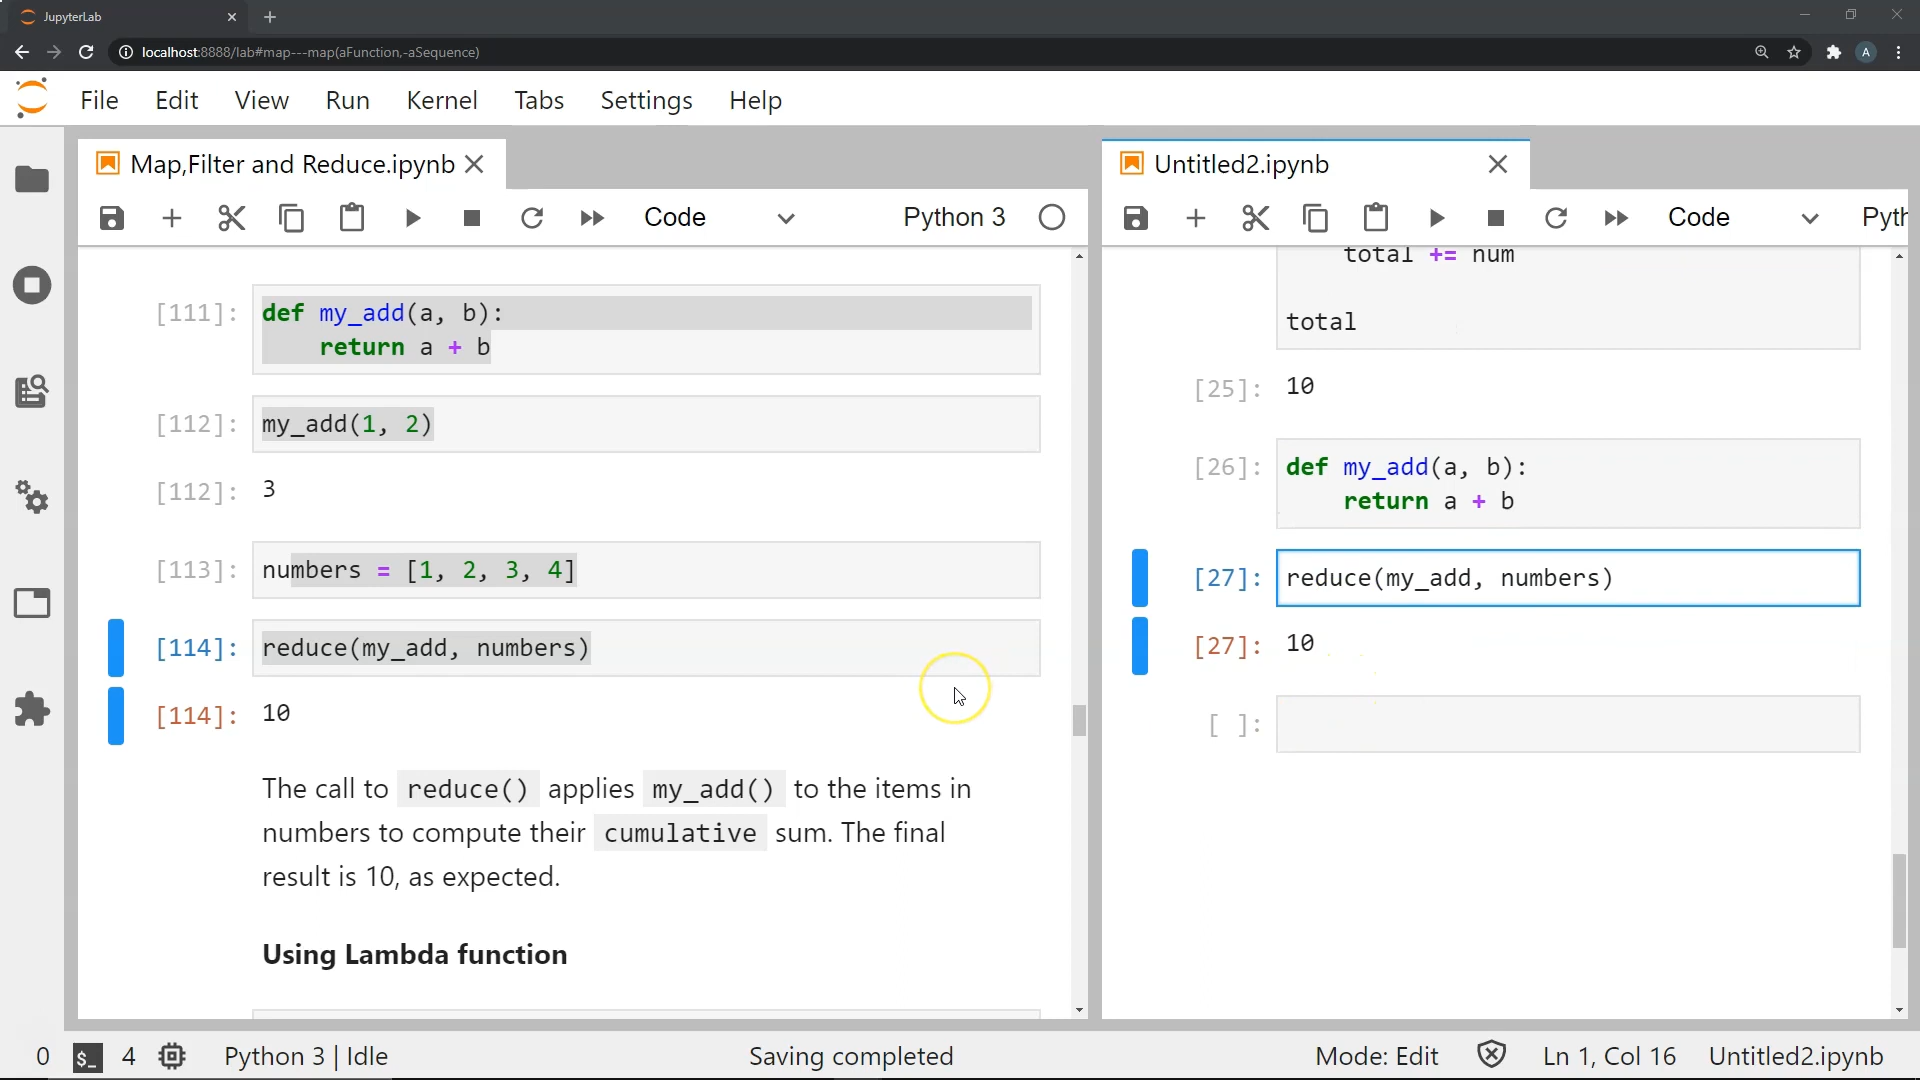 JupyterLab
localhost:8888/lab#map---map(aFunction,-aSequence)
A
File Edit View Run Kernel Tabs Settings Help
Map,Filter and Reduce.ipynb
Code Python 3
[111]: def my_add(a, b):
return a + b
[112]: my_add(1, 2)
[112]: 3
[113]: numbers = [1, 2, 3, 4]
[114]: reduce(my_add, numbers)
[114]: 10
The call to reduce() applies my_add() to the items in
numbers to compute their cumulative sum. The final
result is 10, as expected.
Using Lambda function
Untitled2.ipynb
Code Pyth
total += num
total
[25]: 10
[26]: def my_add(a, b):
return a + b
[27]: reduce(my_add, numbers)
[27]: 10
[ ]:
0 $_ 4 Python 3 | Idle Saving completed Mode: Edit Ln 1, Col 16 Untitled2.ipynb